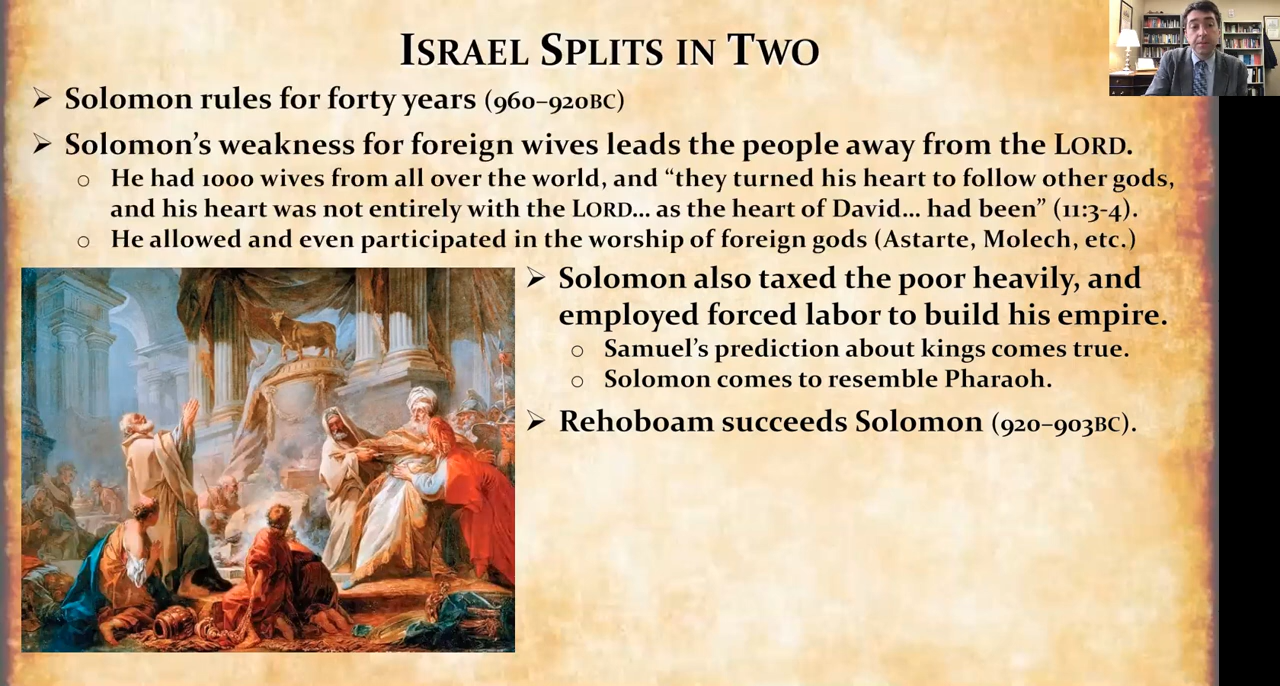 ISRAEL SPLITS IN TWO
➢ Solomon rules for forty years (960–920BC)
➢ Solomon’s weakness for foreign wives leads the people away from the LORD.
○ He had 1000 wives from all over the world, and “they turned his heart to follow other gods,
and his heart was not entirely with the LORD… as the heart of David… had been” (11:3-4).
○ He allowed and even participated in the worship of foreign gods (Astarte, Molech, etc.)
➢ Solomon also taxed the poor heavily, and
employed forced labor to build his empire.
○ Samuel’s prediction about kings comes true.
○ Solomon comes to resemble Pharaoh.
➢ Rehoboam succeeds Solomon (920–903BC).